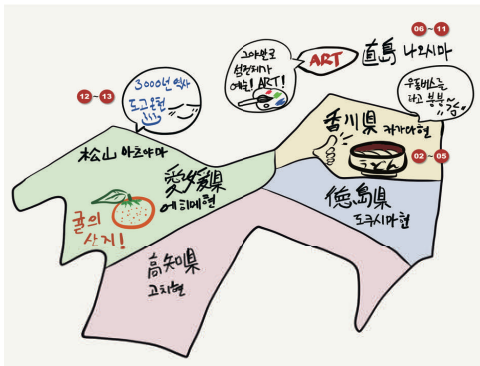 06 ~ 11
直島 나오시마
ART
그야말로
섬전체가
예술! ART!
12 ~ 13
3000년 역사
도고온천
우동버스를
타고 붕붕~
香川県 카가와현
うどん
02 ~ 05
松山 마츠야마
愛媛県
에히메현
귤의
산지!
徳島県
도쿠시마현
高知県
고치현